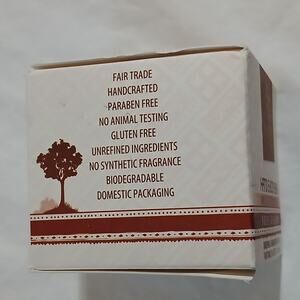 FAIR TRADE
HANDCRAFTED
PARABEN FREE
NO ANIMAL TESTING
GLUTEN FREE
UNREFINED INGREDIENTS
NO SYNTHETIC FRAGRANCE
BIODEGRADABLE
DOMESTIC PACKAGING